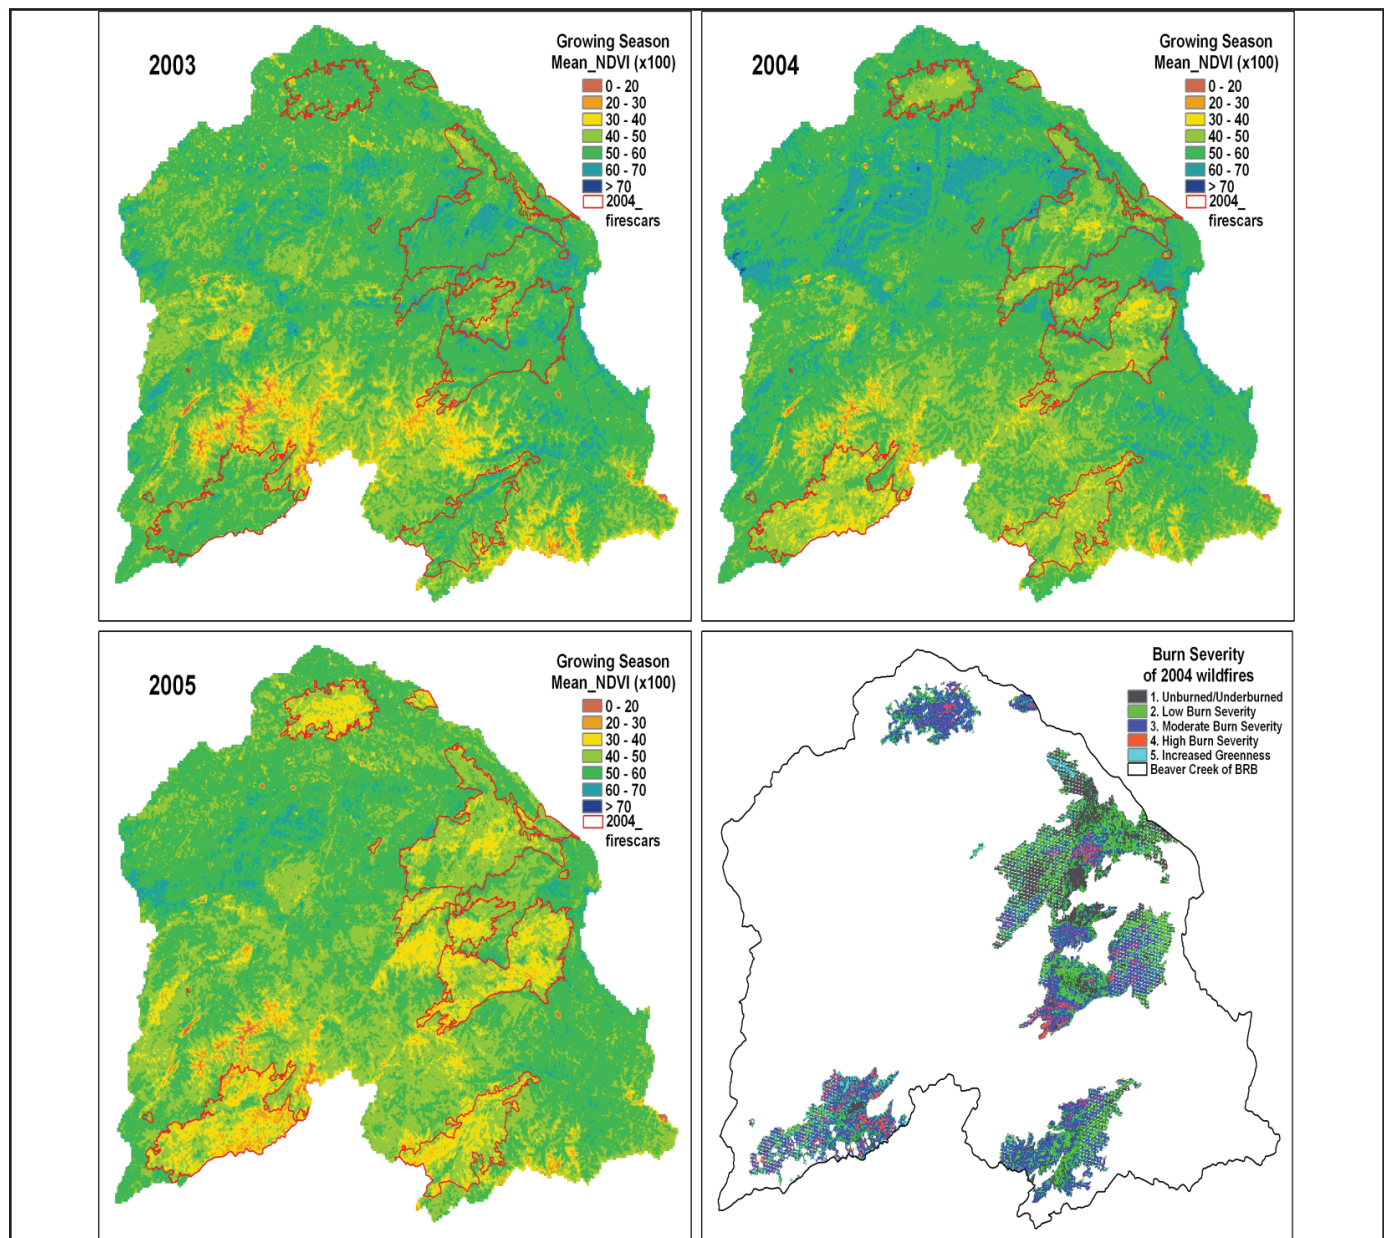 2003
Growing Season
Mean_NDVI (x100)
0 - 20
20 - 30
30 - 40
40 - 50
50 - 60
60 - 70
> 70
2004_
firescars
2004
Growing Season
Mean_NDVI (x100)
0 - 20
20 - 30
30 - 40
40 - 50
50 - 60
60 - 70
> 70
2004_
firescars
2005
Growing Season
Mean_NDVI (x100)
0 - 20
20 - 30
30 - 40
40 - 50
50 - 60
60 - 70
> 70
2004_
firescars
Burn Severity
of 2004 wildfires
1. Unburned/Underburned
2. Low Burn Severity
3. Moderate Burn Severity
4. High Burn Severity
5. Increased Greenness
Beaver Creek of BRB